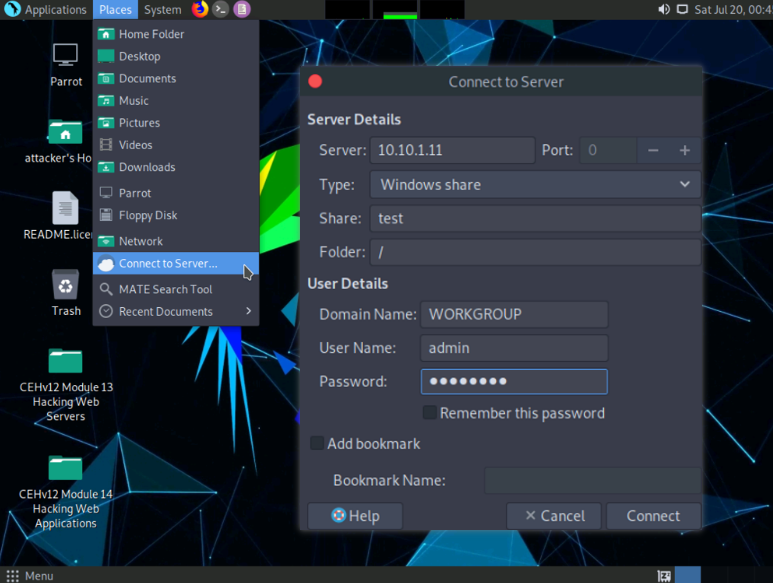 Applications Places System Sat Jul 20, 00:4
Parrot
attacker's Ho
README.licen
Trash
CEHv12 Module 13
Hacking Web
Servers
CEHv12 Module 14
Hacking Web
Applications
Home Folder
Desktop
Documents
Music
Pictures
Videos
Downloads
Parrot
Floppy Disk
Network
Connect to Server...
MATE Search Tool
Recent Documents
Connect to Server
Server Details
Server: 10.10.1.11 Port: 0
Type: Windows share
Share: test
Folder: /
User Details
Domain Name: WORKGROUP
User Name: admin
Password: ●●●●●●●●
Remember this password
Add bookmark
Bookmark Name:
Help Cancel Connect
Menu